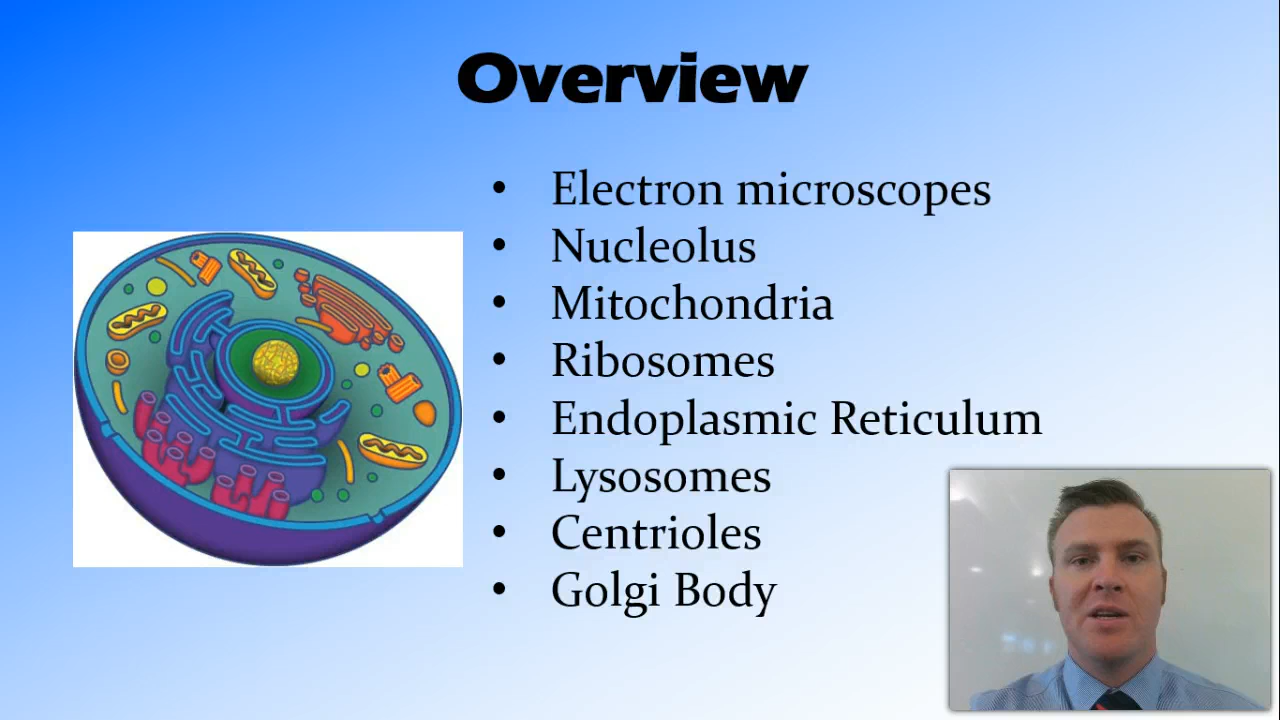 Overview
• Electron microscopes
• Nucleolus
• Mitochondria
• Ribosomes
• Endoplasmic Reticulum
• Lysosomes
• Centrioles
• Golgi Body